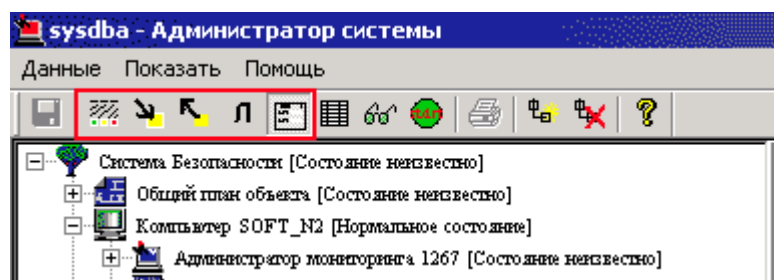 sysdba - Администратор системы
Данные Показать Помощь
Л
Система Безопасности [Состояние неизвестно]
Общий план объекта [Состояние неизвестно]
Компьютер SOFT_N2 [Нормальное состояние]
Администратор мониторинга 1267 [Состояние неизвестно]